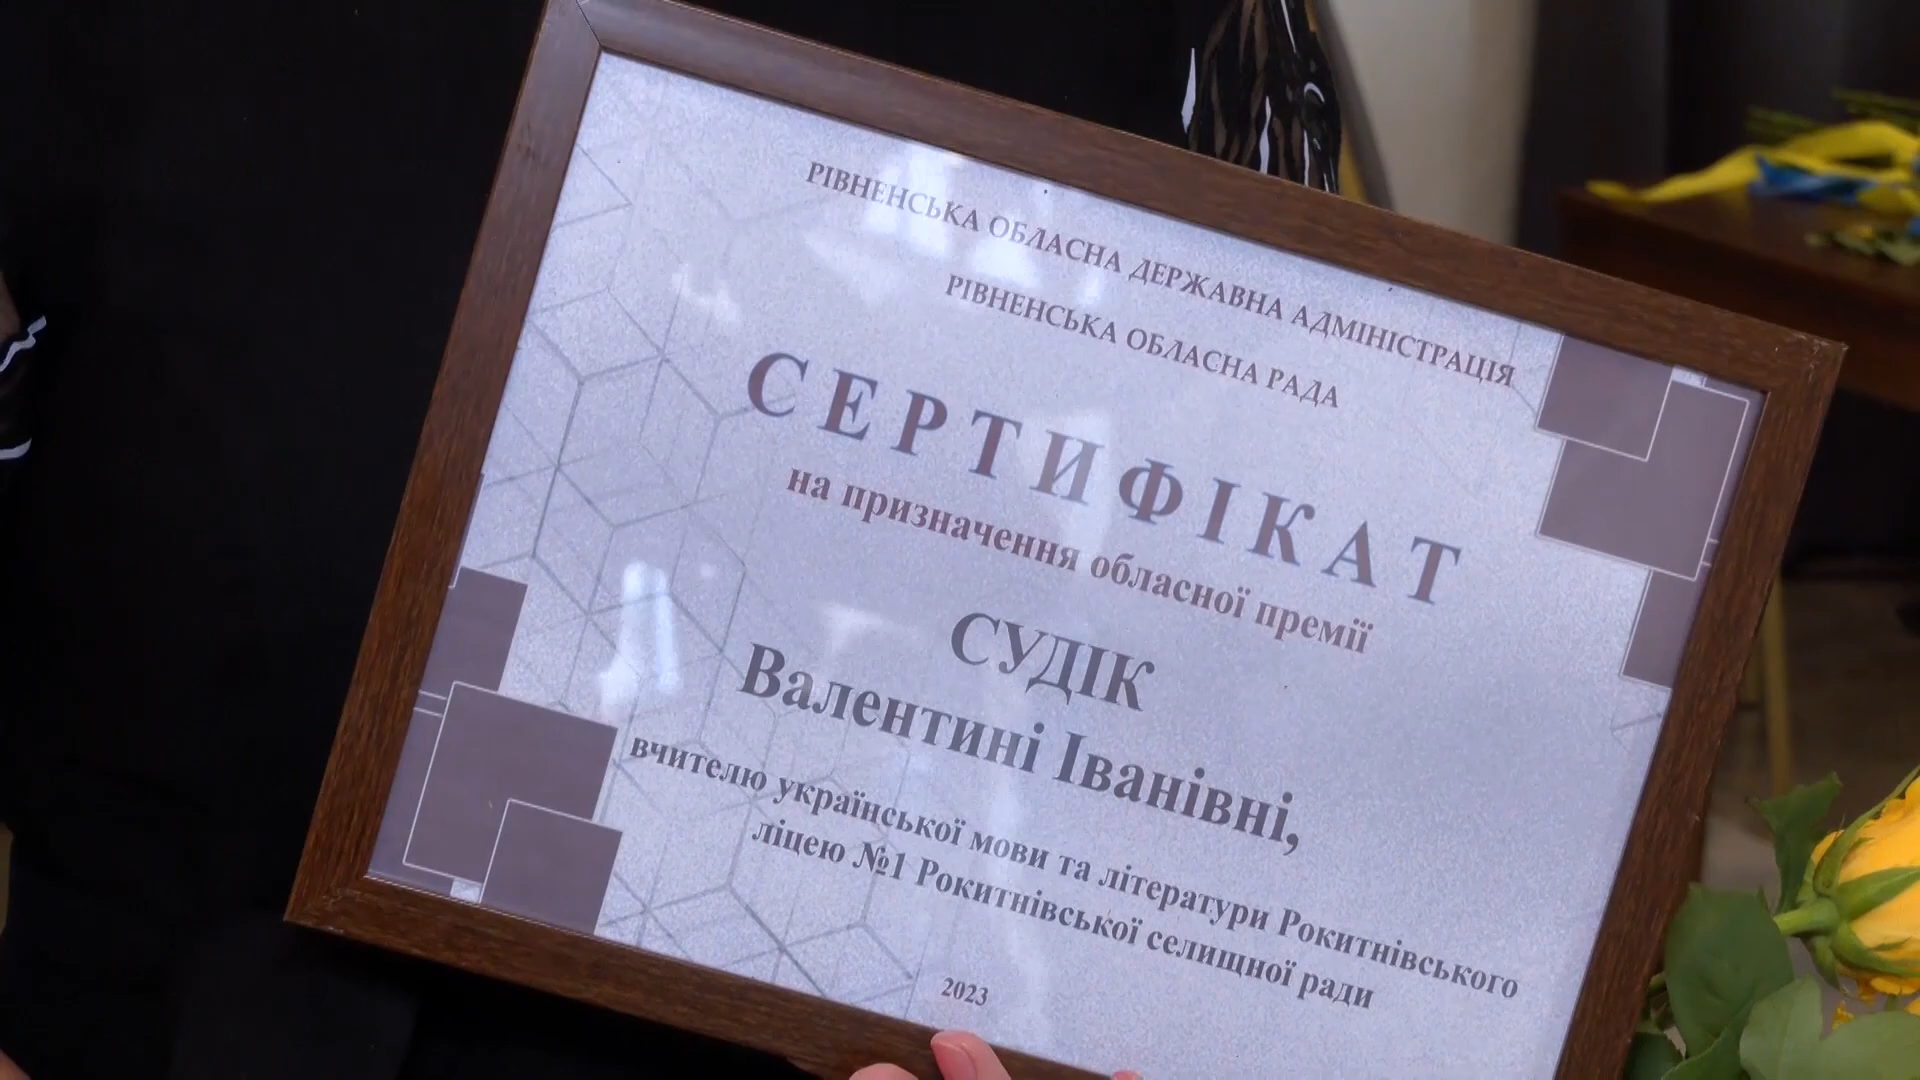 РІВНЕНСЬКА ОБЛАСНА ДЕРЖАВНА АДМІНІСТРАЦІЯ
РІВНЕНСЬКА ОБЛАСНА РАДА
СЕРТИФІКАТ
на призначення обласної премії
СУДІК
Валентині Іванівні,
вчителю української мови та літератури Рокитнівського
ліцею №1 Рокитнівської селищної ради
2023